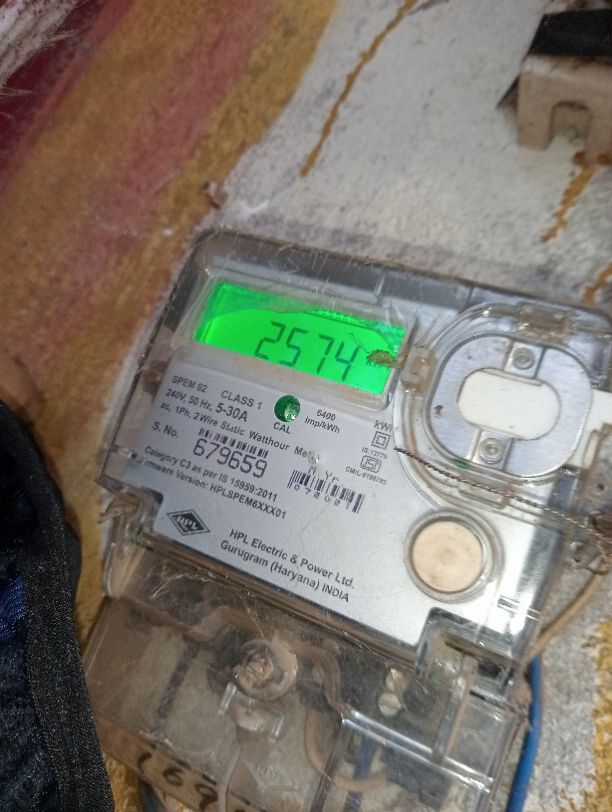 2574
SPEM 02 CLASS 1
240V, 50 Hz, 5-30A
ac, 1Ph, 2 Wire Static Watthour Meter
CAL
6400
Imp/kWh
S. No.
679659
M Yr
Category C3 as per IS 15959:2011
Firmware Version: HPLSPEM6XXX01
HPL
HPL Electric & Power Ltd.
Gurugram (Haryana) INDIA